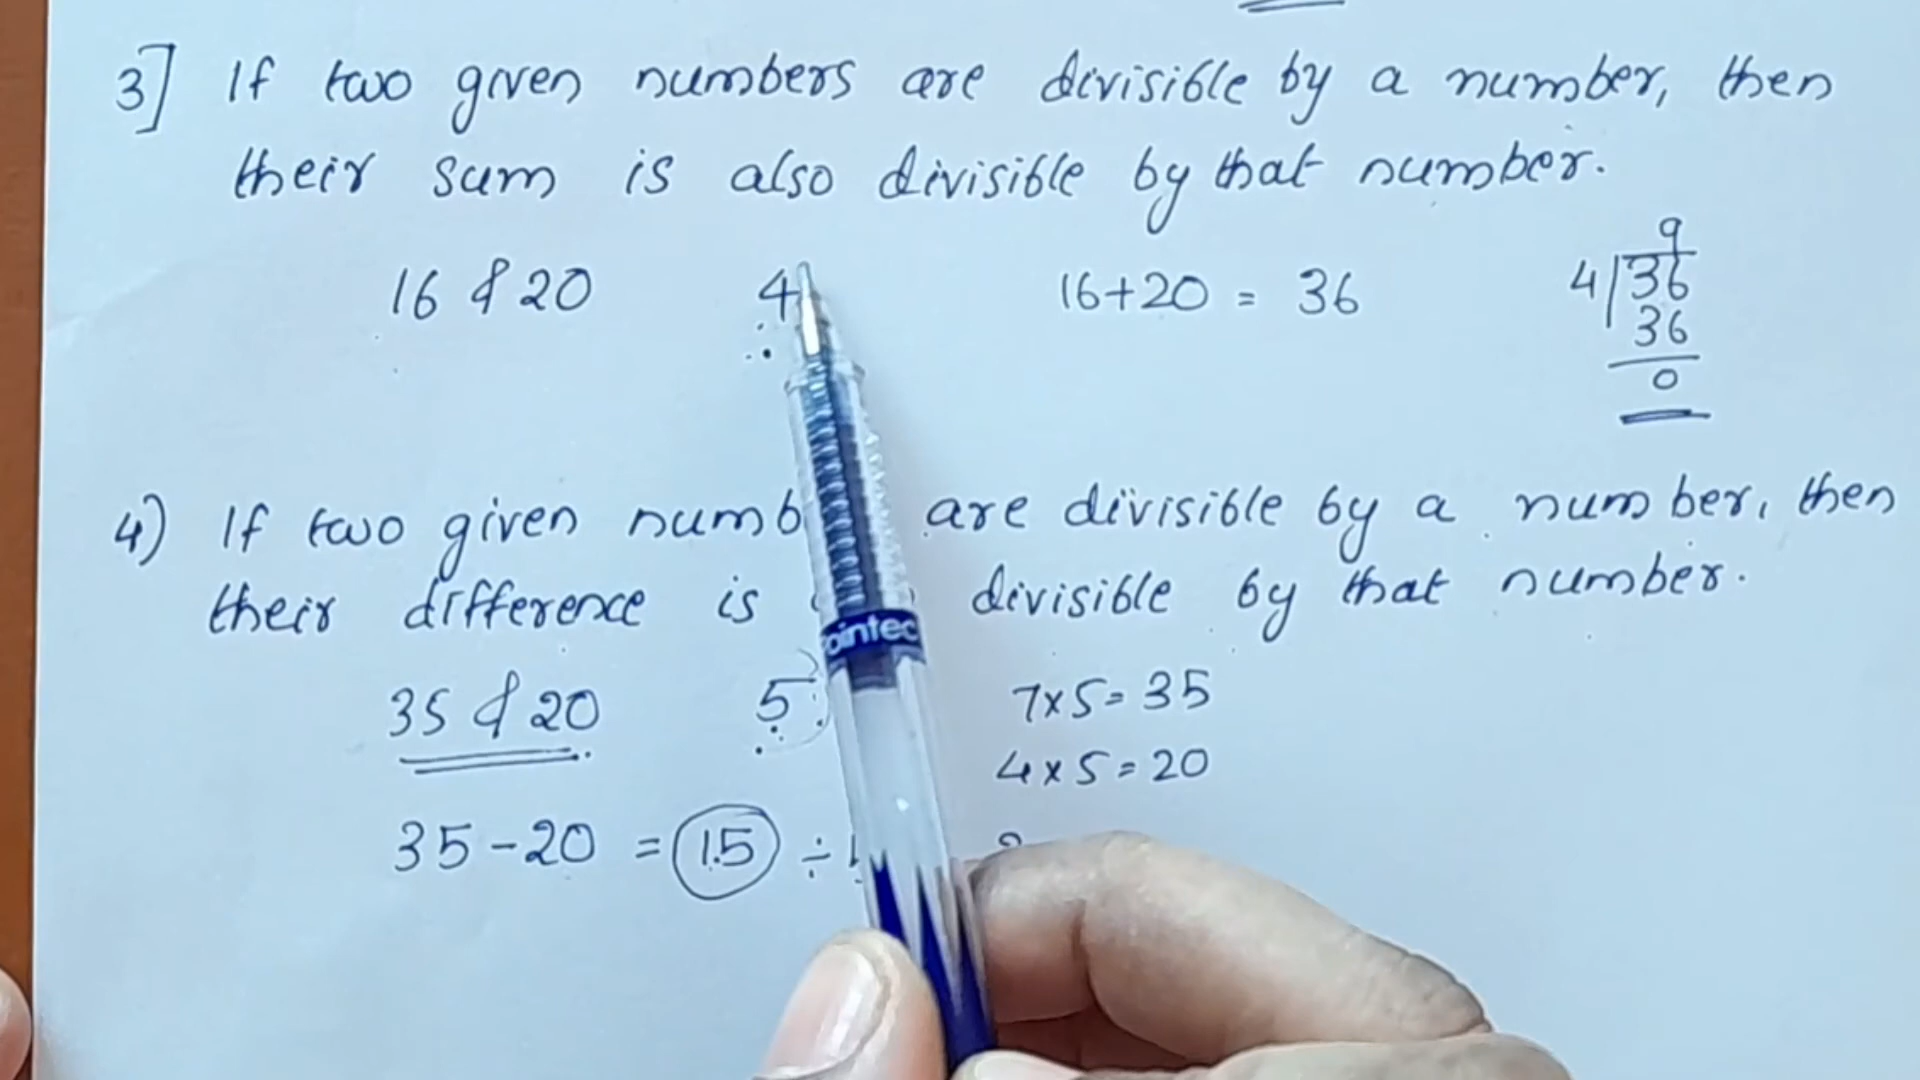 3] If two given numbers are divisible by a number, then
their sum is also divisible by that number.
16 & 20 4 16+20 = 36
9
4 36
36
0
4) If two given numb are divisible by a number, then
their difference is divisible by that number.
35 & 20 5 7×5=35
4×5=20
35-20 = 15 ÷
ointec